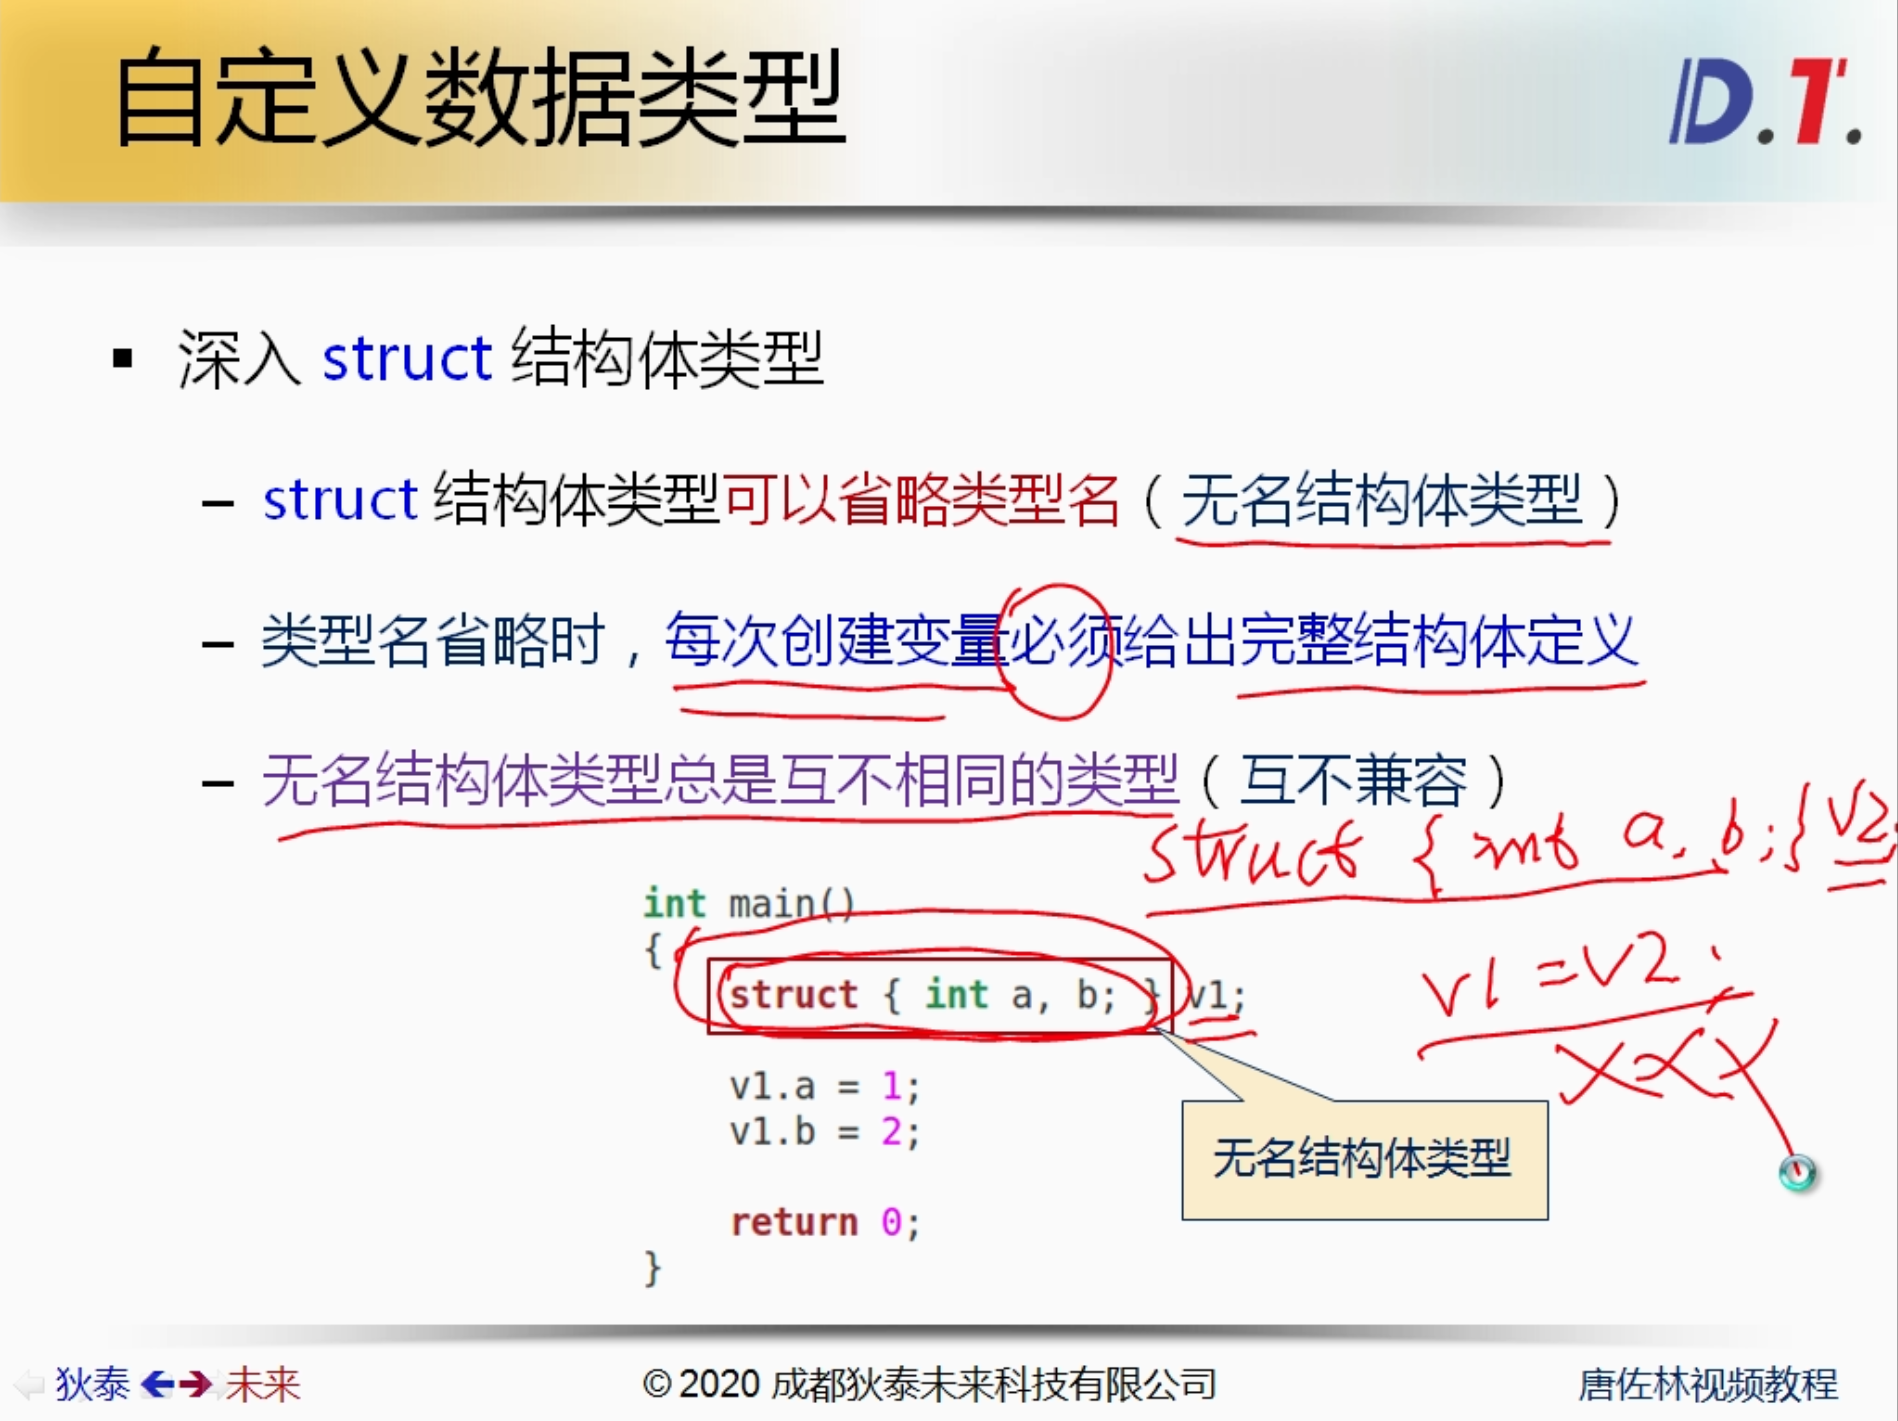 自定义数据类型
D.T.
▪ 深入 struct 结构体类型
– struct 结构体类型可以省略类型名（无名结构体类型）
– 类型名省略时，每次创建变量必须给出完整结构体定义
– 无名结构体类型总是互不相同的类型（互不兼容）
struct { int a, b; } v2;
int main()
{
struct { int a, b; } v1;
v1 = v2;
v1.a = 1;
v1.b = 2;
无名结构体类型
return 0;
}
狄泰 未来
© 2020 成都狄泰未来科技有限公司
唐佐林视频教程